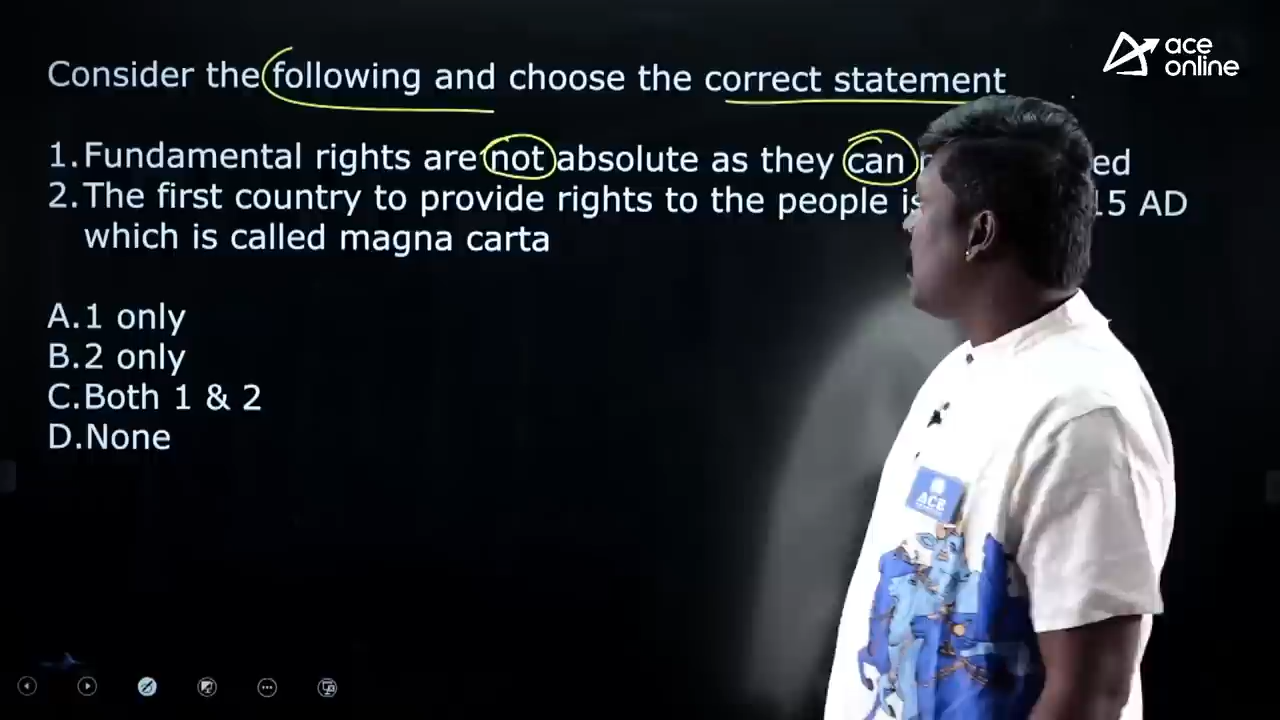 ace
online
Consider the following and choose the correct statement
1.Fundamental rights are not absolute as they can
2.The first country to provide rights to the people is 15 AD
which is called magna carta
A.1 only
B.2 only
C.Both 1 & 2
D.None
ACE